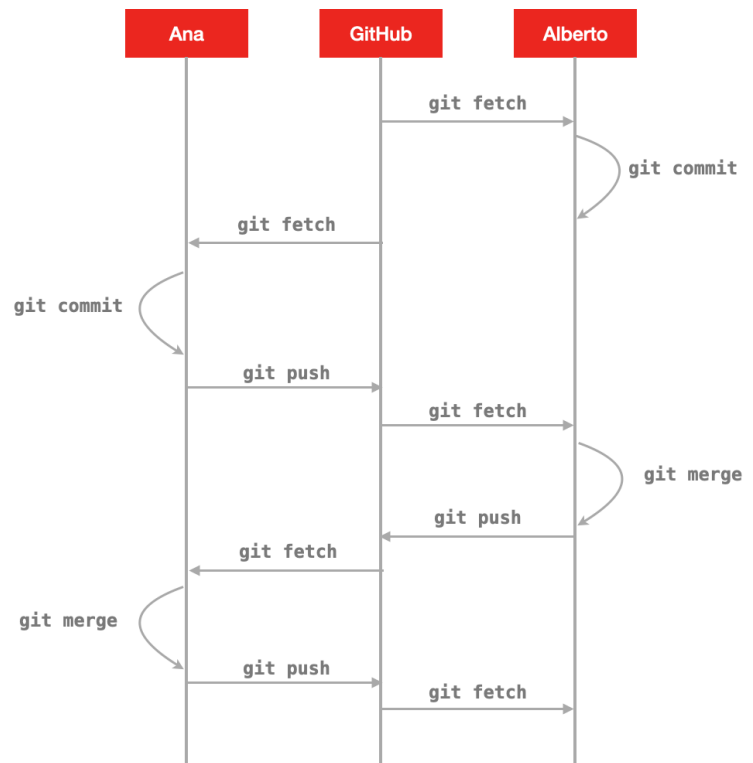 Ana
GitHub
Alberto
git fetch
git commit
git fetch
git commit
git push
git fetch
git merge
git push
git fetch
git merge
git push
git fetch